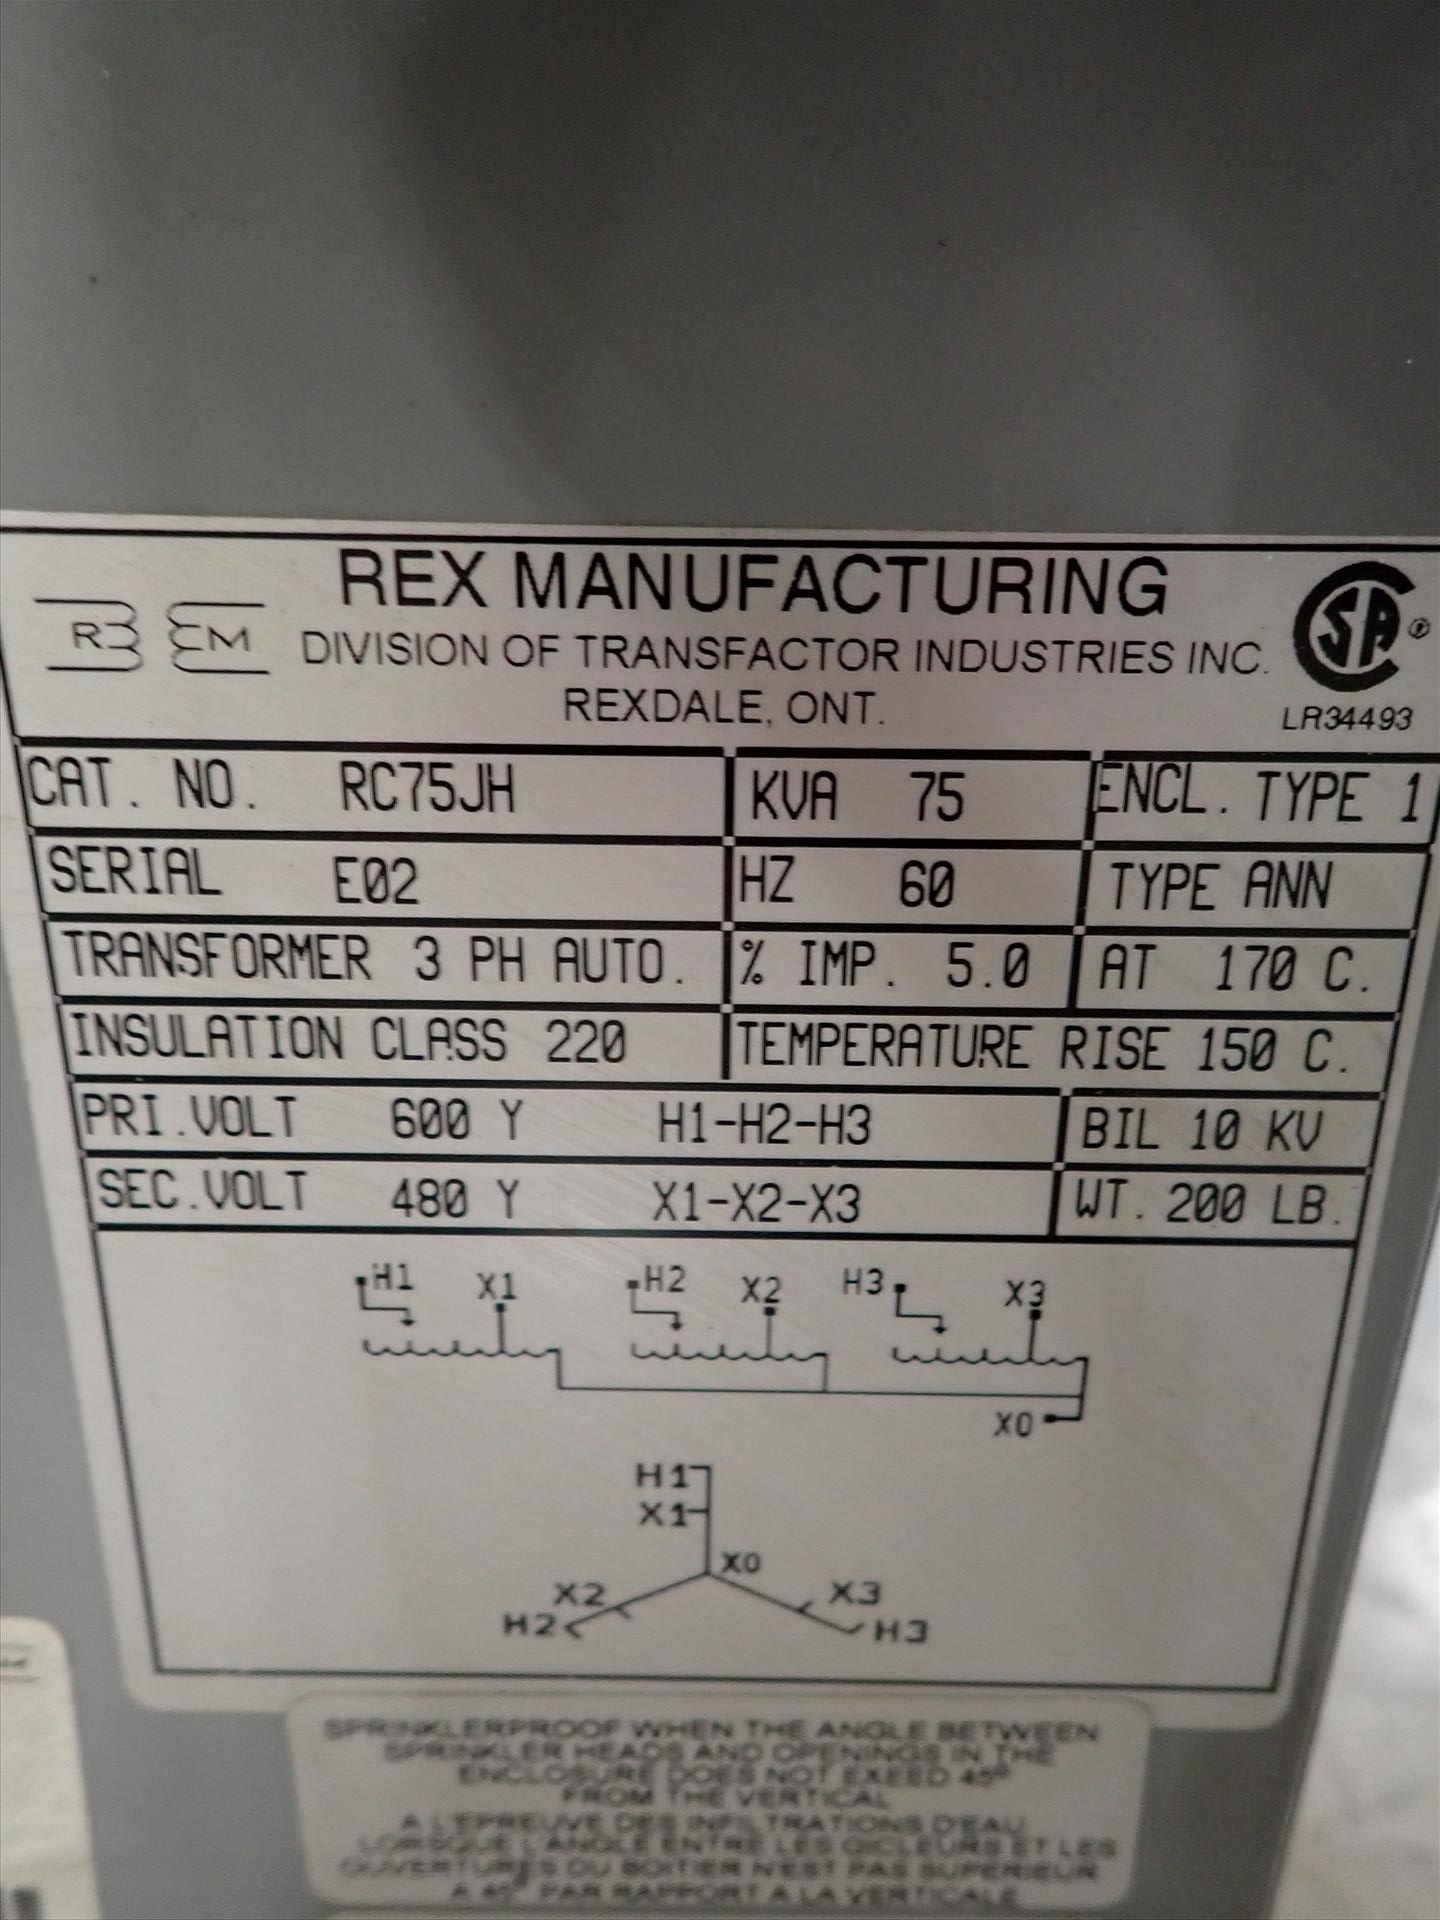 REX MANUFACTURING
R EM DIVISION OF TRANSFACTOR INDUSTRIES INC. CSA ®
REXDALE, ONT. LR34493
CAT. NO. RC75JH KVA 75 ENCL. TYPE 1
SERIAL E02 HZ 60 TYPE ANN
TRANSFORMER 3 PH AUTO. % IMP. 5.0 AT 170 C.
INSULATION CLASS 220 TEMPERATURE RISE 150 C.
PRI.VOLT 600 Y H1-H2-H3 BIL 10 KV
SEC.VOLT 480 Y X1-X2-X3 WT. 200 LB.
H1 X1 H2 X2 H3 X3
X0
H1
X1
X0
X2 X3
H2 H3
SPRINKLERPROOF WHEN THE ANGLE BETWEEN
SPRINKLER HEADS AND OPENINGS IN THE
ENCLOSURE DOES NOT EXEED 45°
FROM THE VERTICAL
A L'EPREUVE DES INFILTRATIONS D'EAU
LORSQUE L'ANGLE ENTRE LES GICLEURS ET LES
OUVERTURES DU BOITIER N'EST PAS SUPERIEUR
A 45° PAR RAPPORT A LA VERTICALE